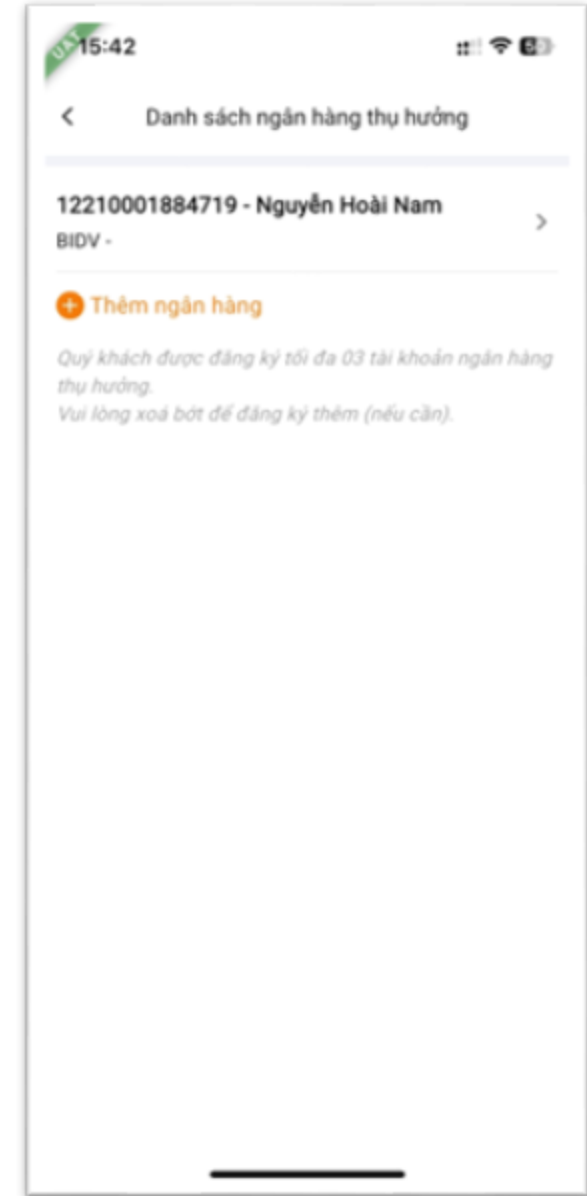 UAT
15:42
Danh sách ngân hàng thụ hưởng
12210001884719 - Nguyễn Hoài Nam
BIDV -
Thêm ngân hàng
Quý khách được đăng ký tối đa 03 tài khoản ngân hàng
thụ hưởng.
Vui lòng xoá bớt để đăng ký thêm (nếu cần).